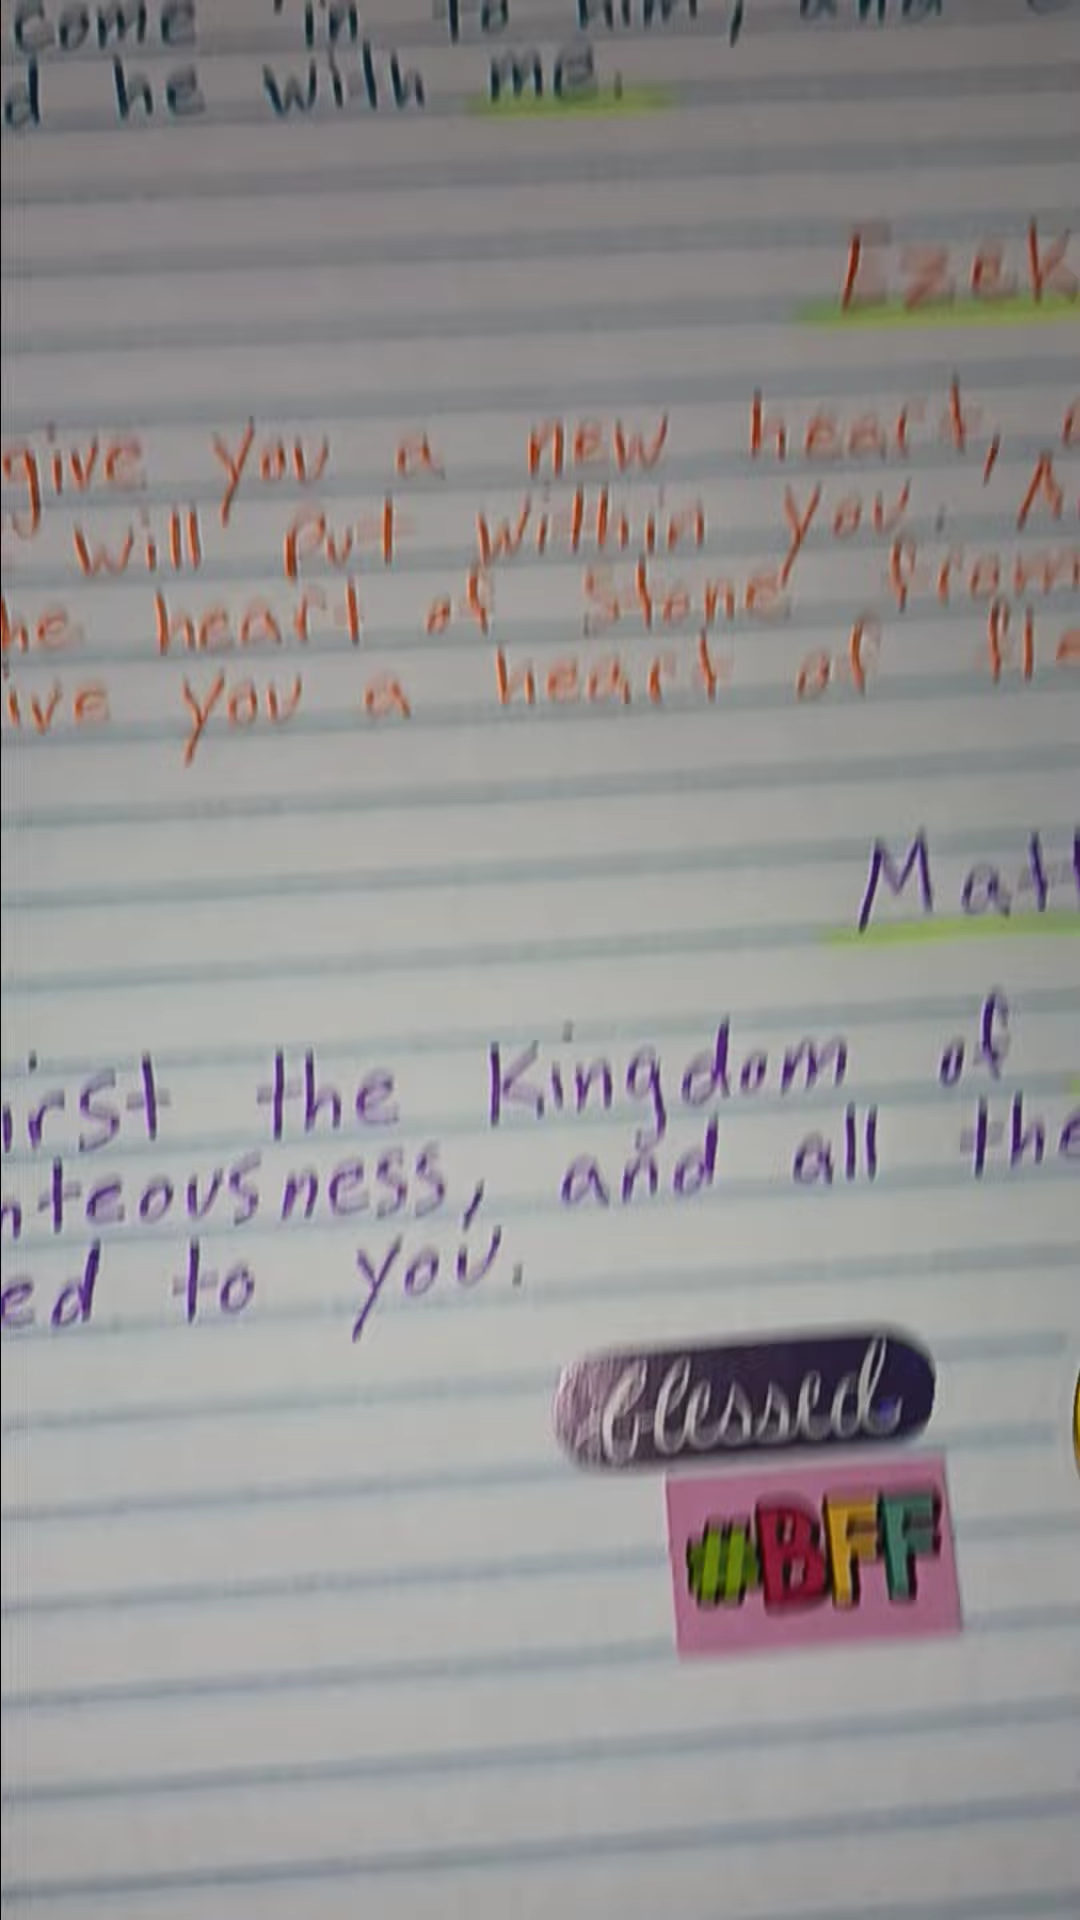 come in to him, and
d he with me.
Ezek
give you a new heart,
will put within you. A
he heart of stone from
ive you a heart of fle
Matt
irst the Kingdom of
hteousness, and all the
ed to you.
blessed
#BFF